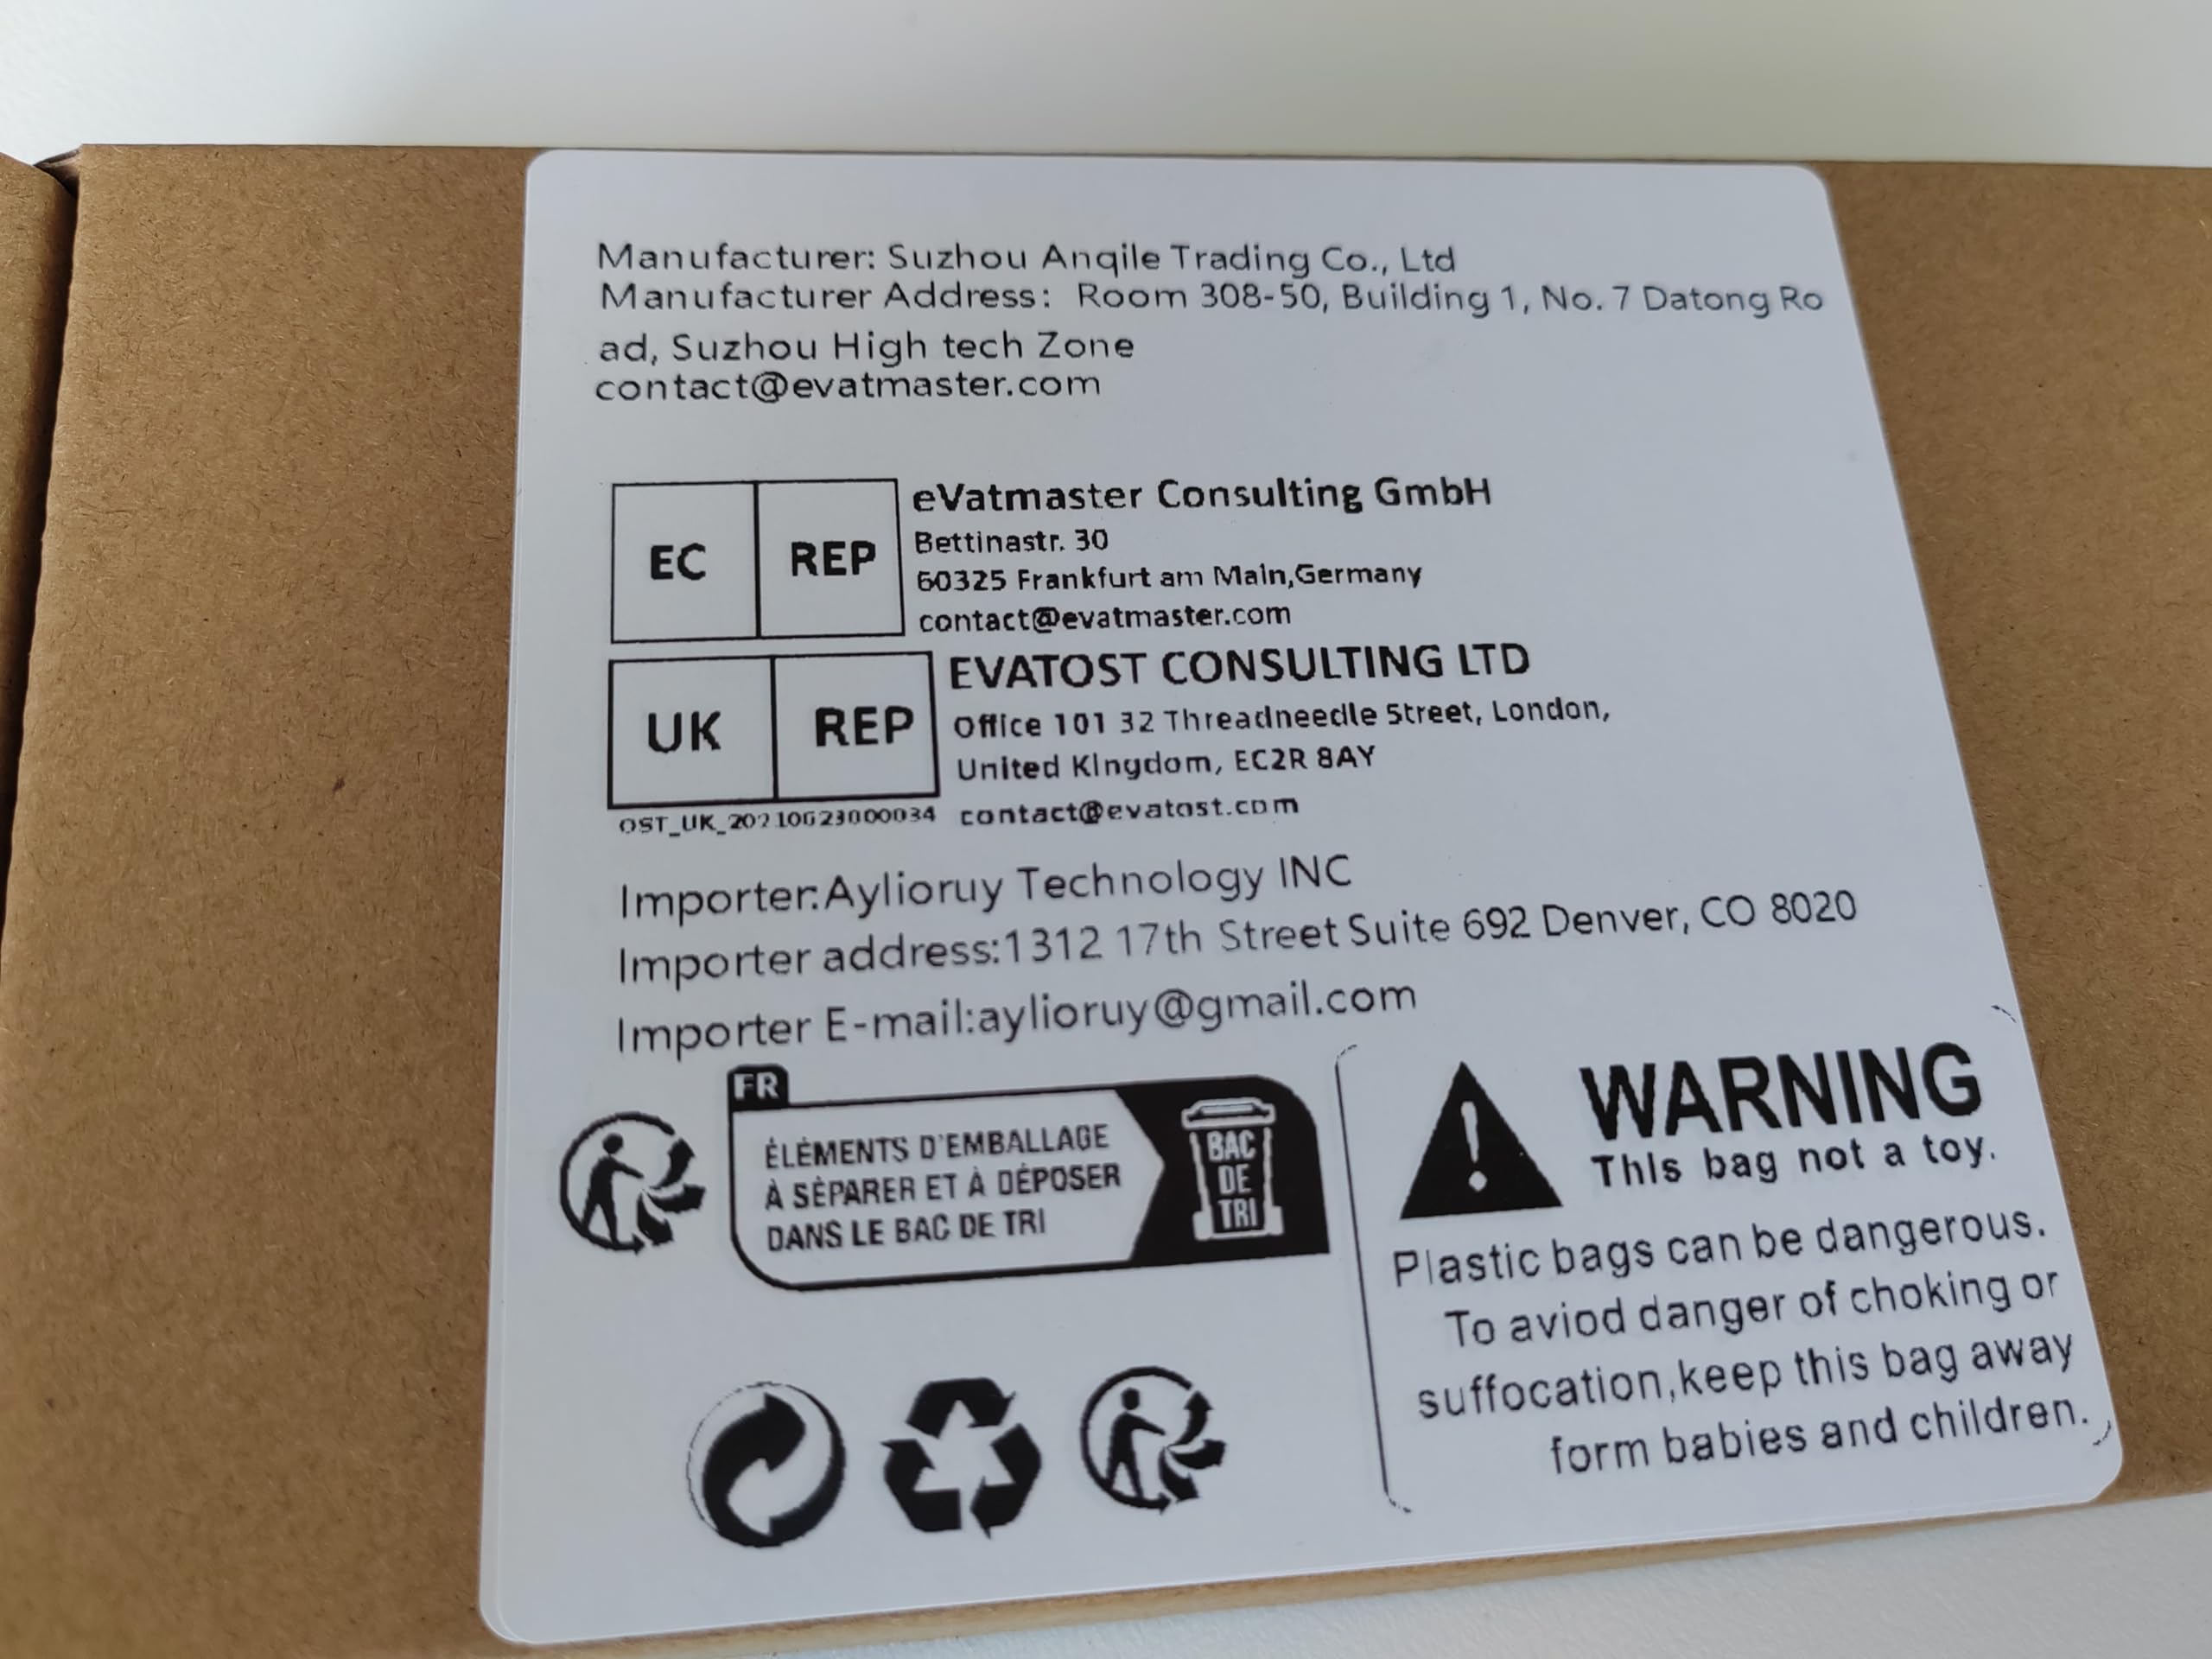 Manufacturer: Suzhou Anqile Trading Co., Ltd
Manufacturer Address: Room 308-50, Building 1, No. 7 Datong Ro
ad, Suzhou High tech Zone
contact@evatmaster.com
EC REP
eVatmaster Consulting GmbH
Bettinastr. 30
60325 Frankfurt am Main,Germany
contact@evatmaster.com
UK REP
EVATOST CONSULTING LTD
Office 101 32 Threadneedle Street, London,
United Kingdom, EC2R 8AY
contact@evatost.com
OST_UK_20210623000034
Importer:Aylioruy Technology INC
Importer address:1312 17th Street Suite 692 Denver, CO 8020
Importer E-mail:aylioruy@gmail.com
FR
ÉLÉMENTS D'EMBALLAGE
À SÉPARER ET À DÉPOSER
DANS LE BAC DE TRI
BAC
DE
TRI
WARNING
This bag not a toy.
Plastic bags can be dangerous.
To aviod danger of choking or
suffocation,keep this bag away
form babies and children.